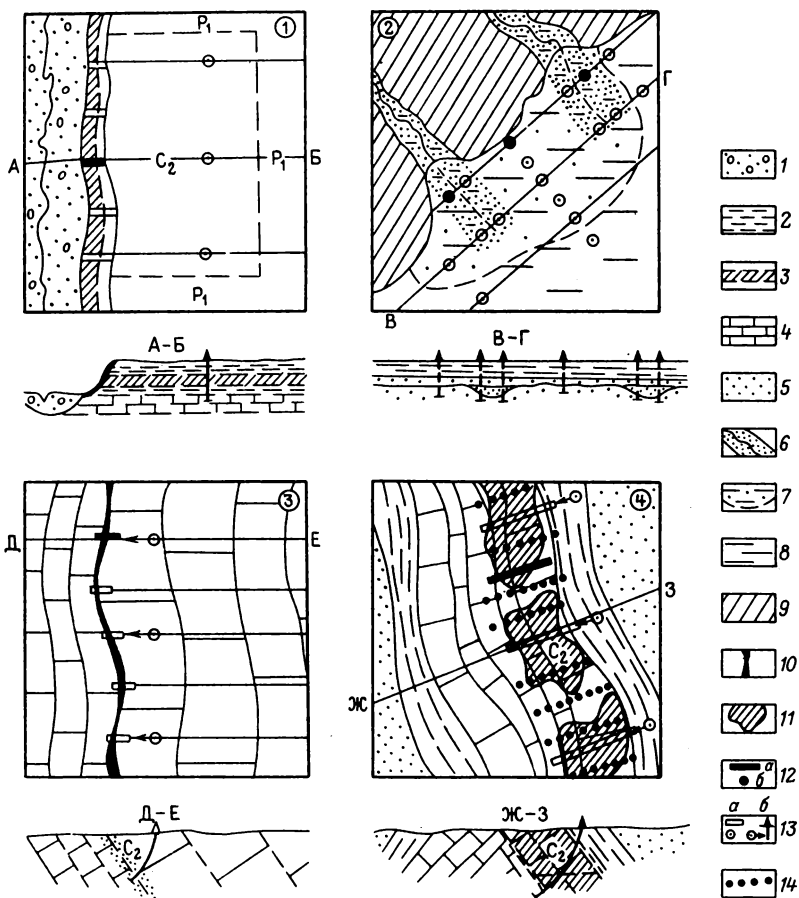 P₁ ①
А C₂ P₁ Б
P₁
А-Б
② Г
В
В-Г
③
Д Е
Д-Е
C₂
④
З
C₂
Ж
Ж-З
C₂
1
2
3
4
5
6
7
8
9
10
11
а
б 12
а б
13
14